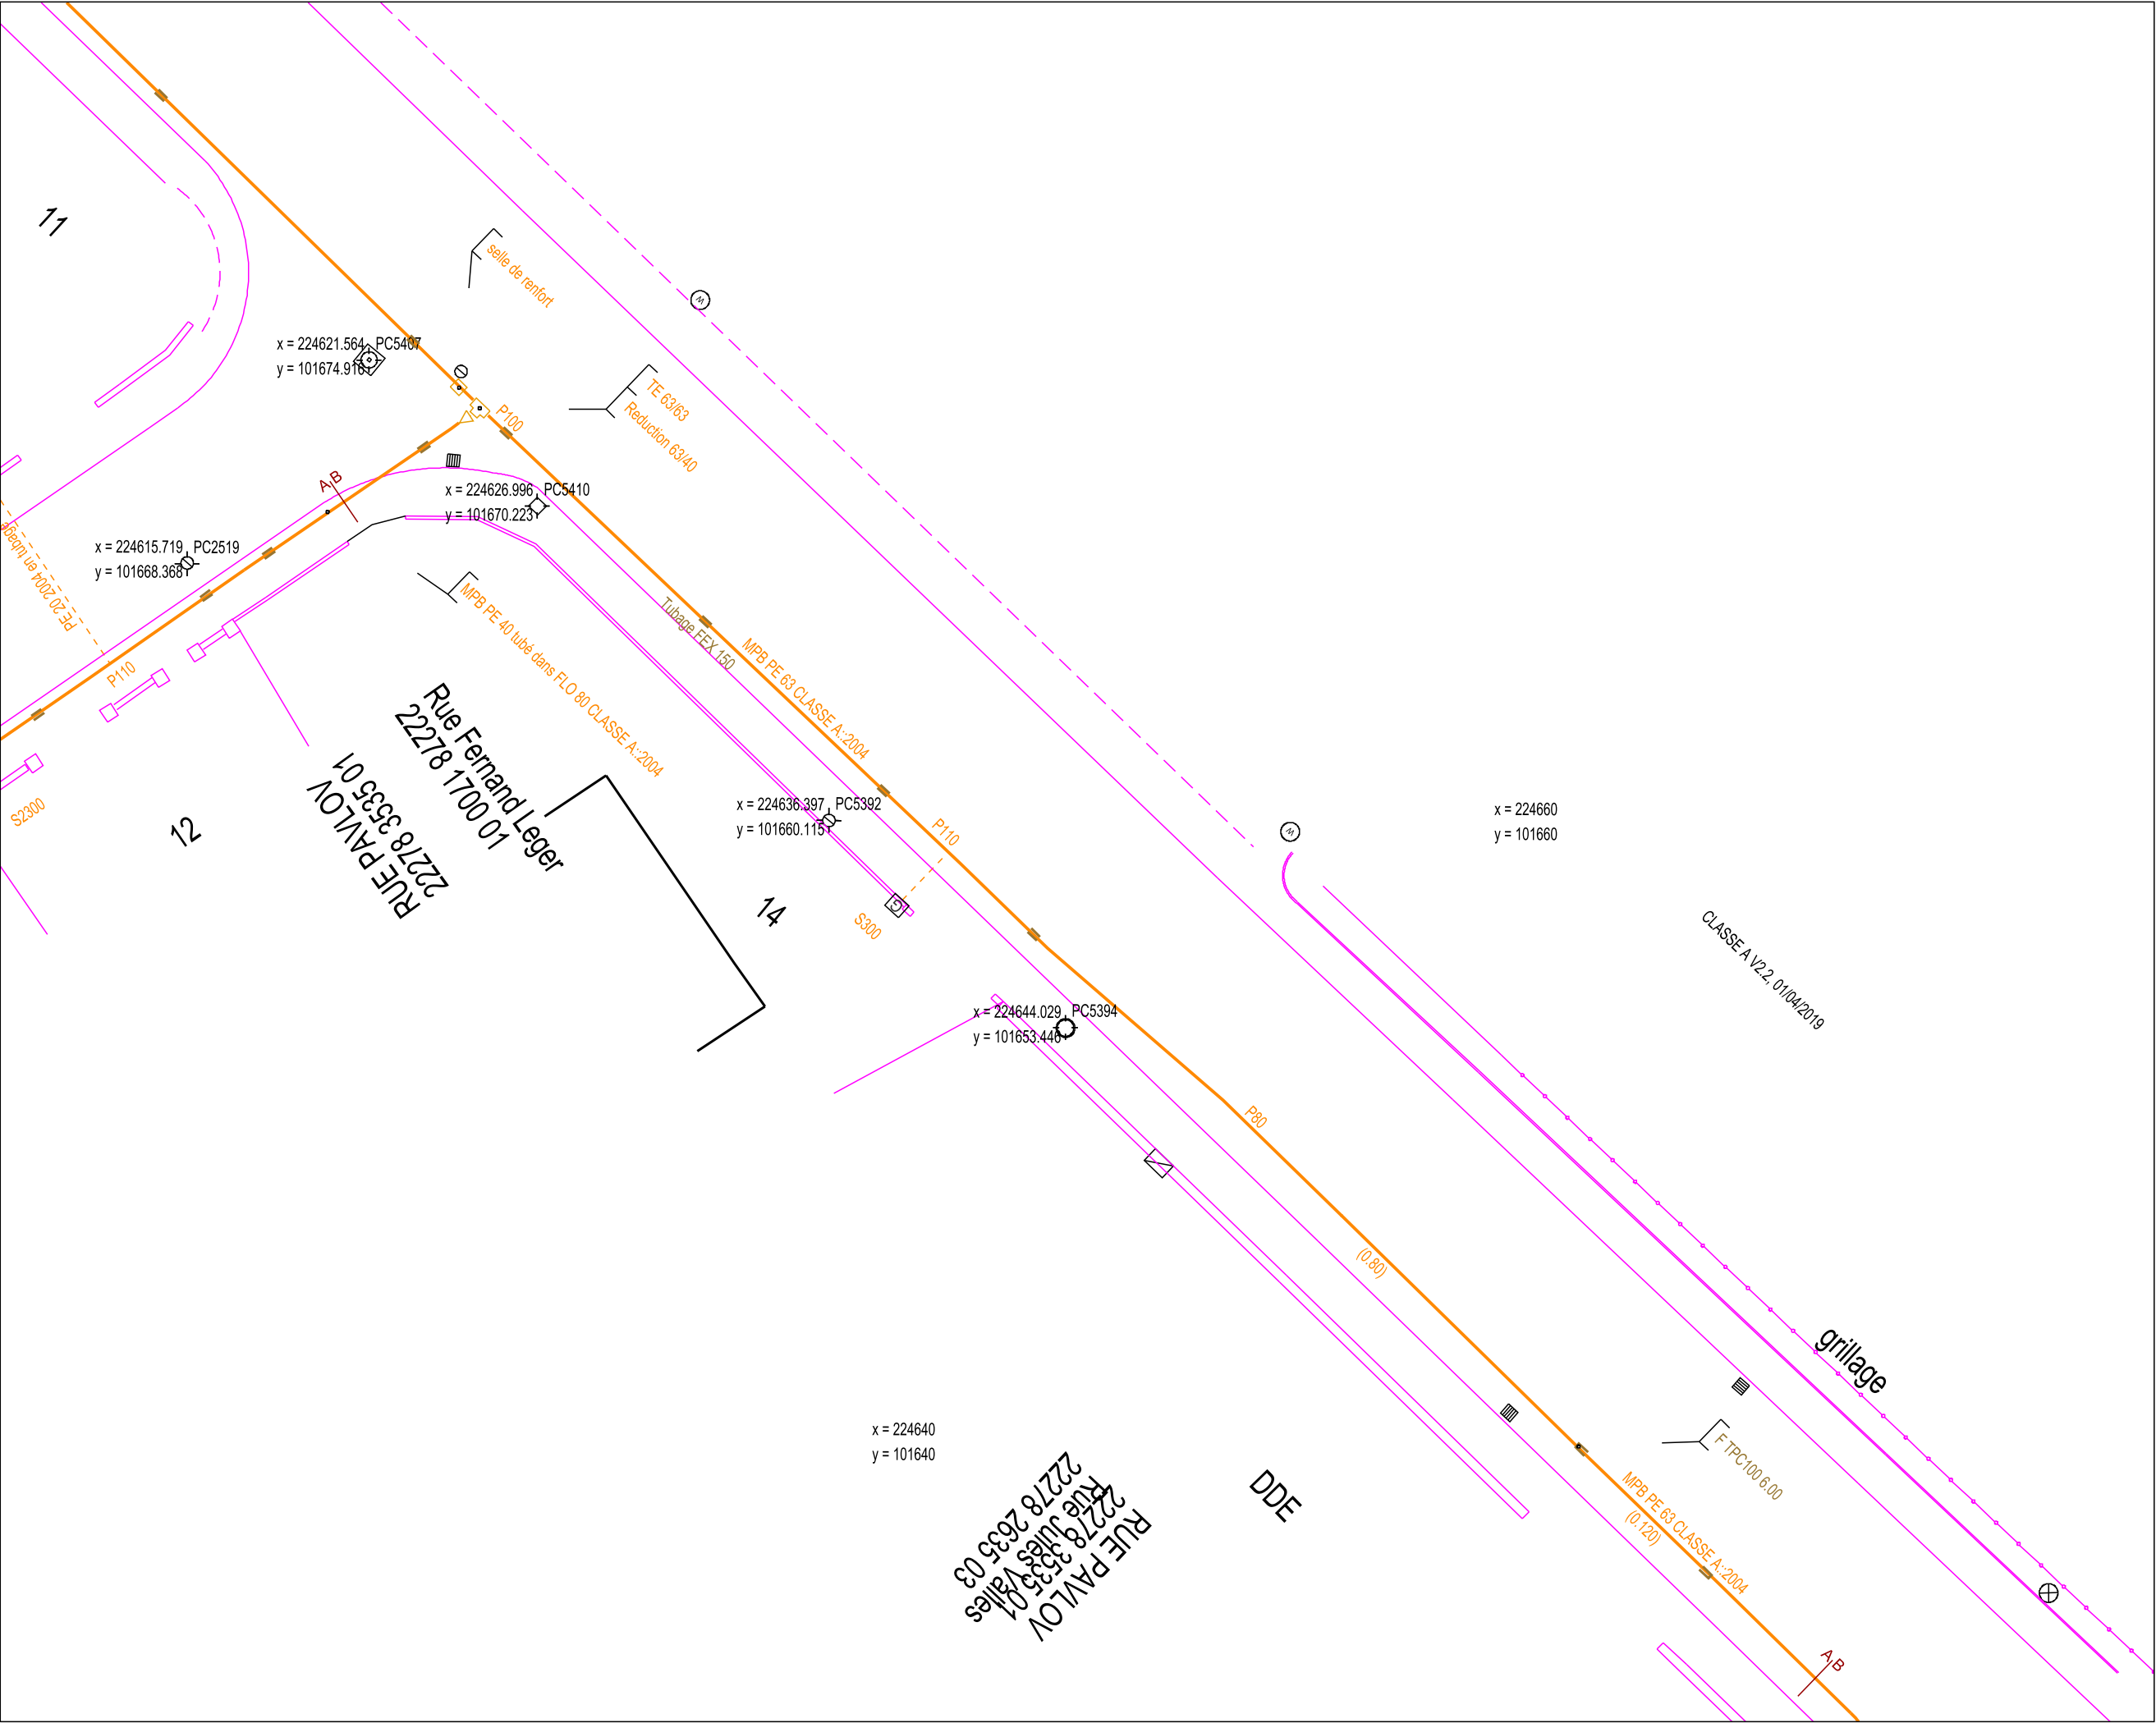 11
selle de renfort
W
x = 224621.564 PC5407
y = 101674.916
TE 63/63
Reduction 63/40
P100
A B
x = 224626.996 PC5410
y = 101670.223
x = 224615.719 PC2519
y = 101668.368
PE 20 2004 en tubage
P110
MPB PE 40 tubé dans FLO 80 CLASSE A::2004
Tubage FEX 150
MPB PE 63 CLASSE A::2004
Rue Fernand Leger
22278 1700 01
RUE PAVLOV
22278 3535 01
S2300
12
x = 224636.397 PC5392
y = 101660.115
P110
W
x = 224660
y = 101660
14
G
S300
CLASSE A V2.2, 01/04/2019
x = 224644.029 PC5394
y = 101653.446
P80
(0.80)
grillage
x = 224640
y = 101640
F TPC100 6.00
DDE
MPB PE 63 CLASSE A::2004
(0.120)
RUE PAVLOV
22278 3535 01
Rue Jules Valles
22278 2635 03
A B